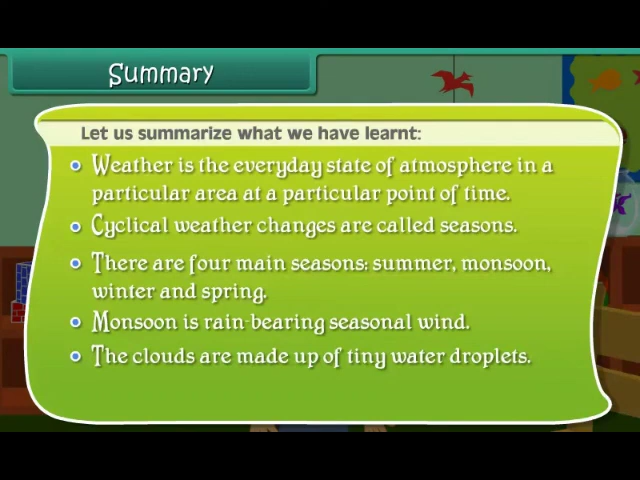 Summary
Let us summarize what we have learnt:
Weather is the everyday state of atmosphere in a
particular area at a particular point of time.
Cyclical weather changes are called seasons.
There are four main seasons: summer, monsoon,
winter and spring.
Monsoon is rain-bearing seasonal wind.
The clouds are made up of tiny water droplets.